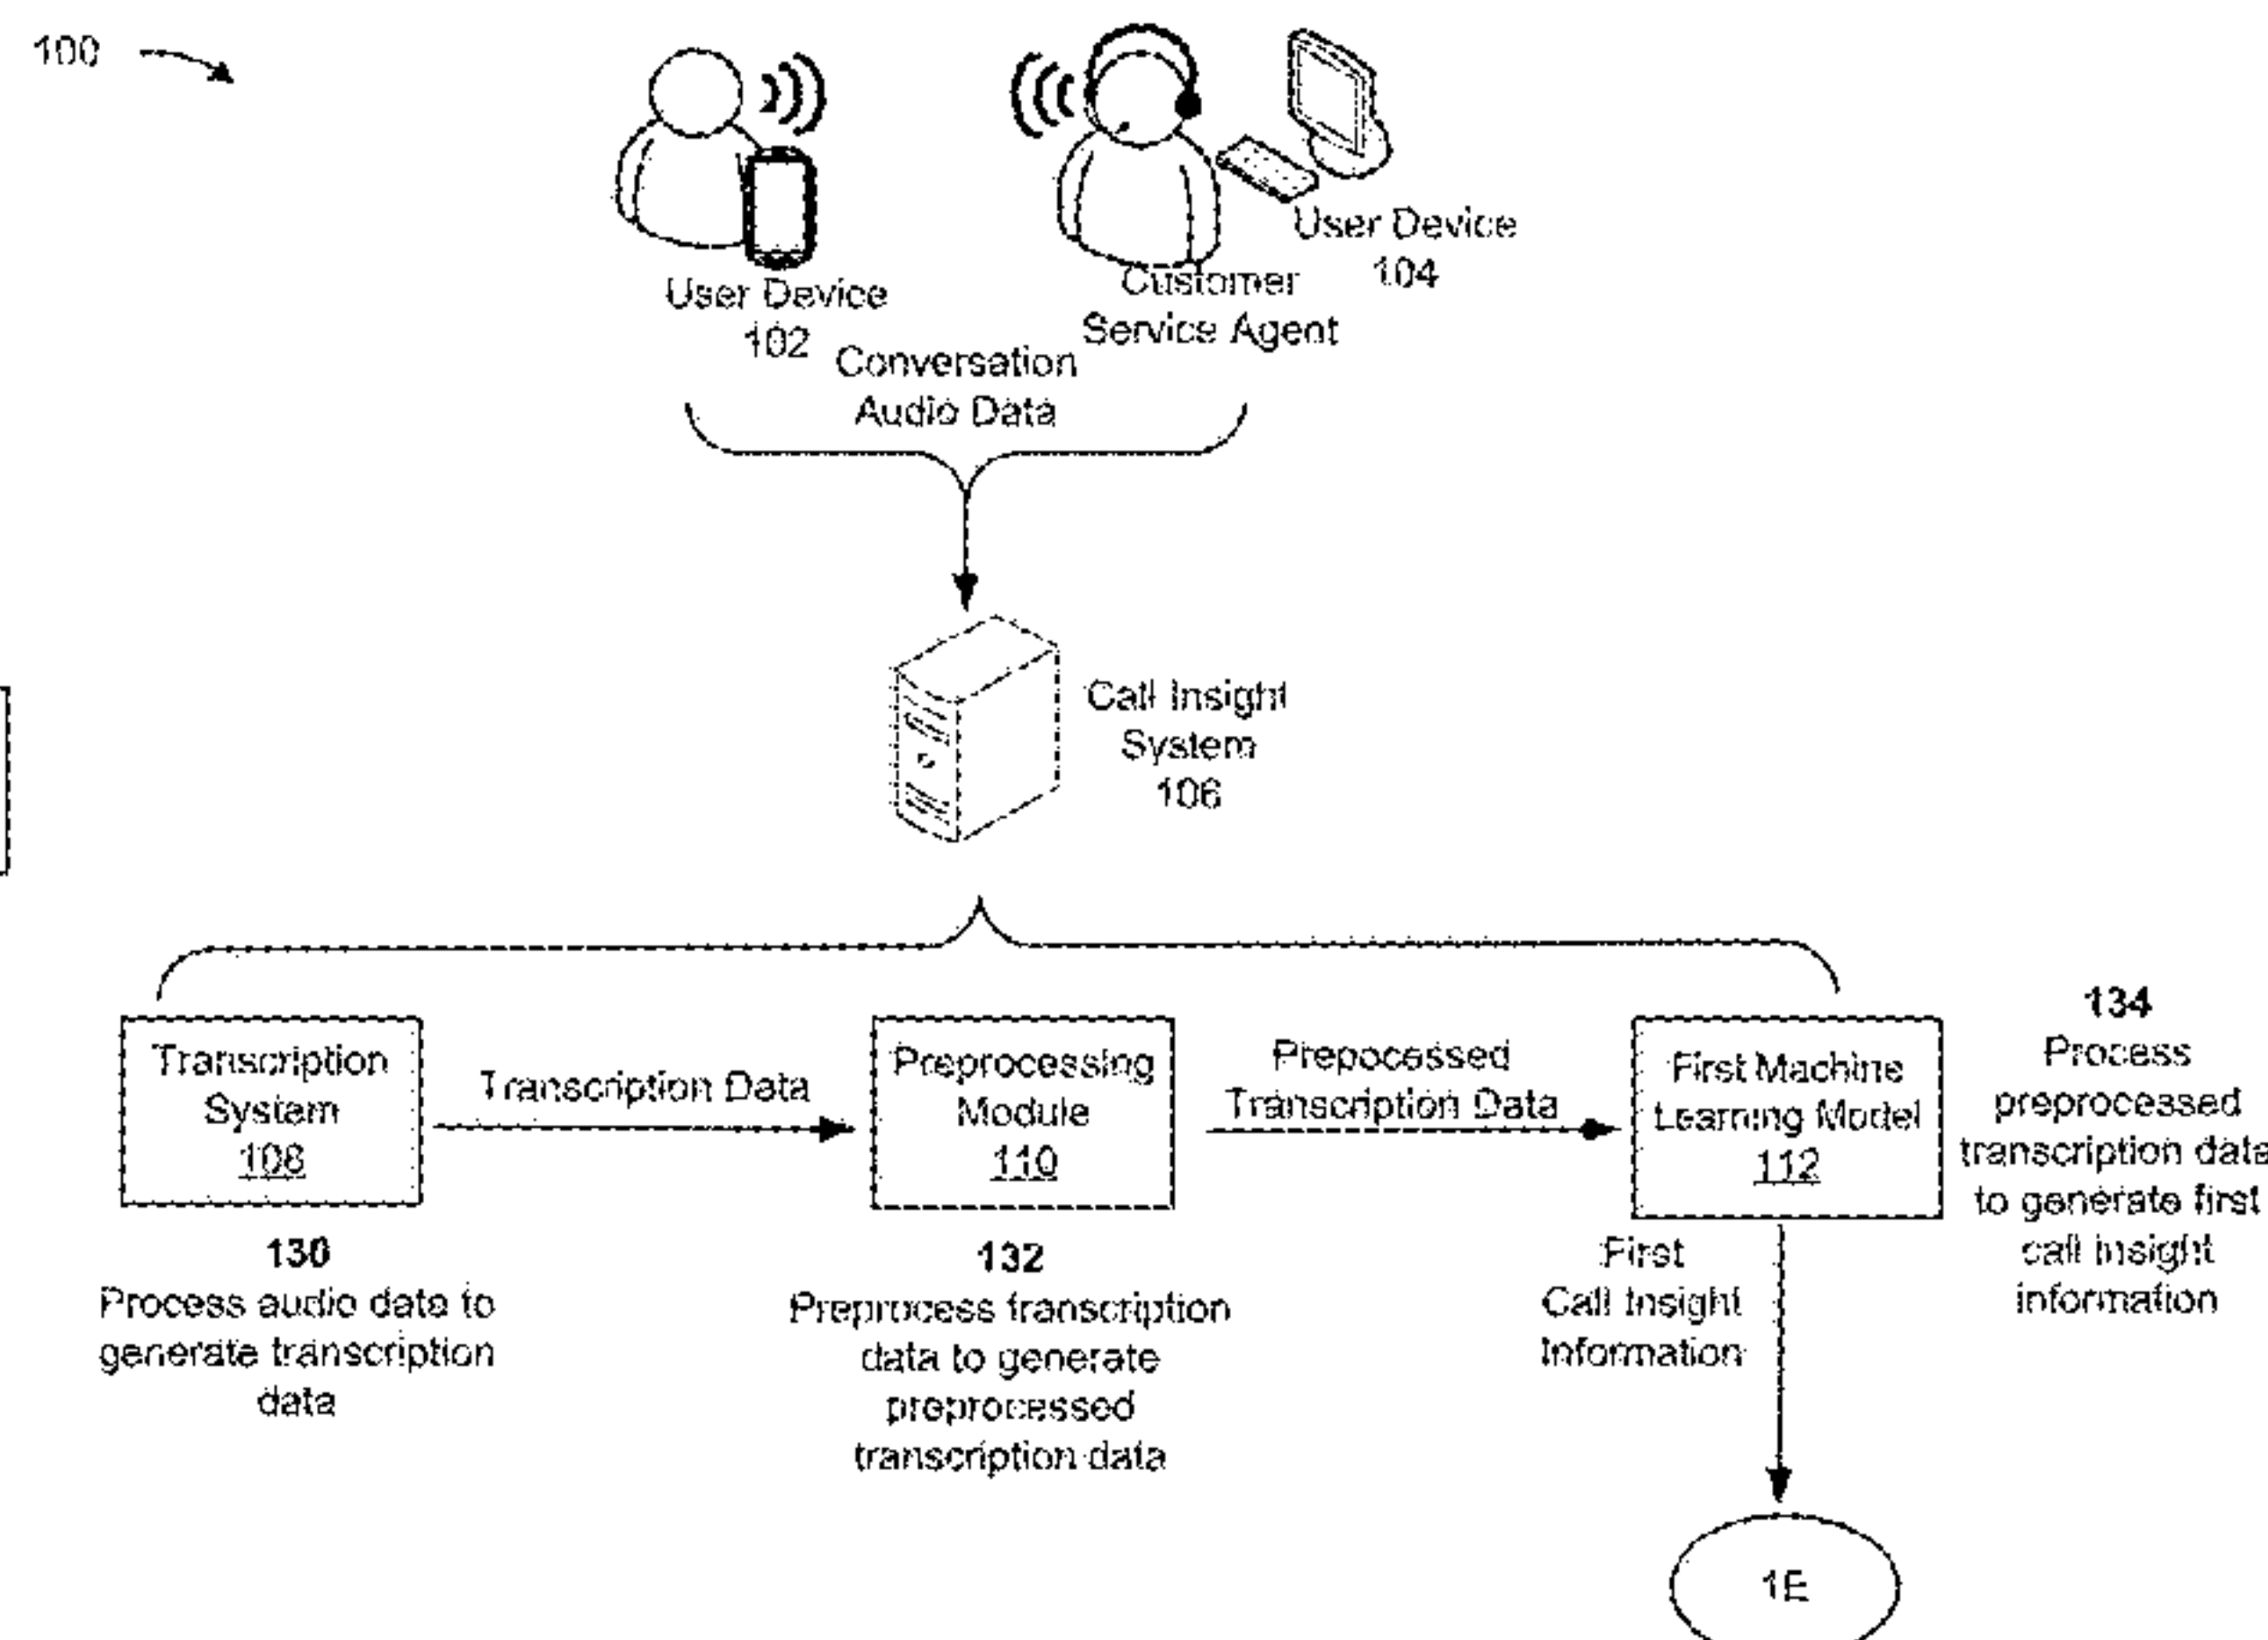 100
User Device
102
User Device
104
Customer
Service Agent
Conversation
Audio Data
Call Insight
System
106
Transcription
System
108
Transcription Data
Preprocessing
Module
110
Prepocessed
Transcription Data
First Machine
Learning Model
112
134
Process
preprocessed
transcription data
to generate first
call insight
information
130
Process audio data to
generate transcription
data
132
Preprocess transcription
data to generate
preprocessed
transcription data
First
Call Insight
Information
1E